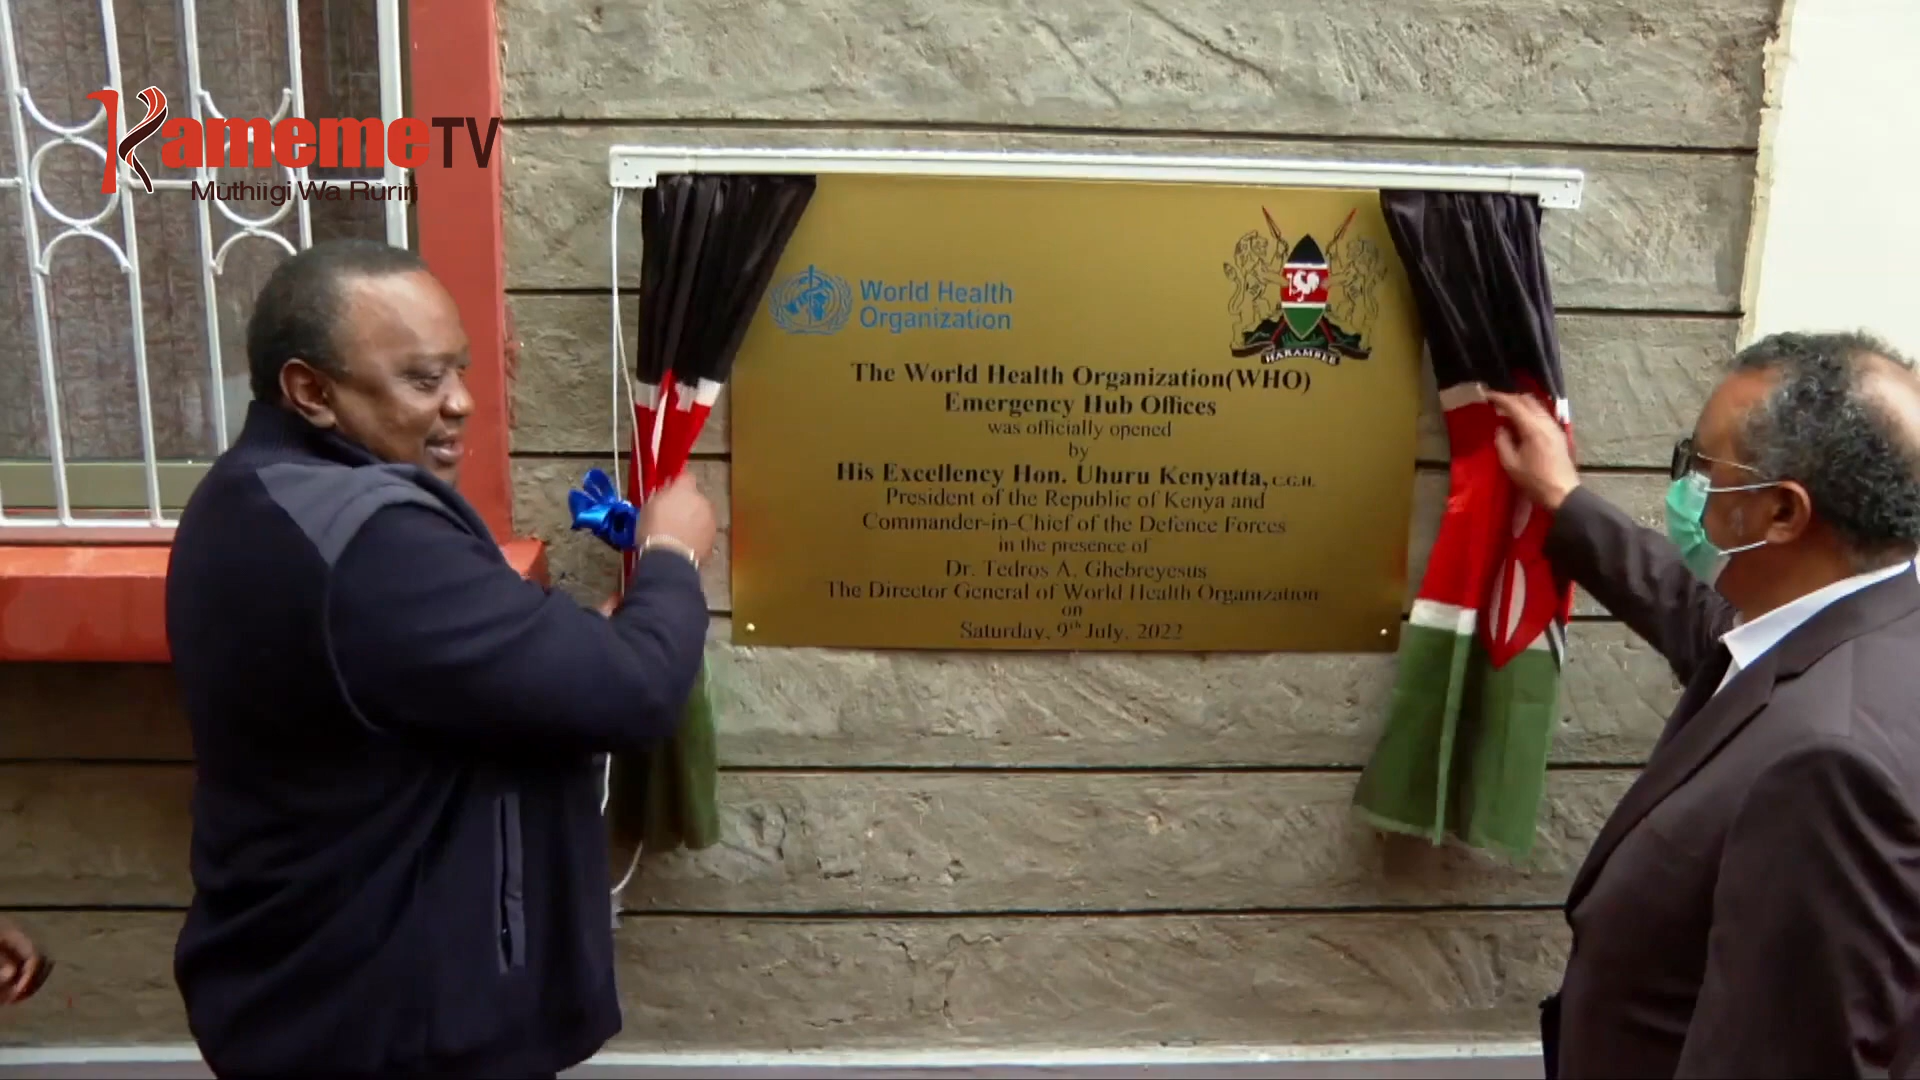 KamemeTV
Mũthiĩgi Wa Rũrĩrĩ
World Health
Organization
HARAMBEE
The World Health Organization(WHO)
Emergency Hub Offices
was officially opened
by
His Excellency Hon. Uhuru Kenyatta, C.G.H.
President of the Republic of Kenya and
Commander-in-Chief of the Defence Forces
in the presence of
Dr. Tedros A. Ghebreyesus
The Director General of World Health Organization
on
Saturday, 9th July, 2022